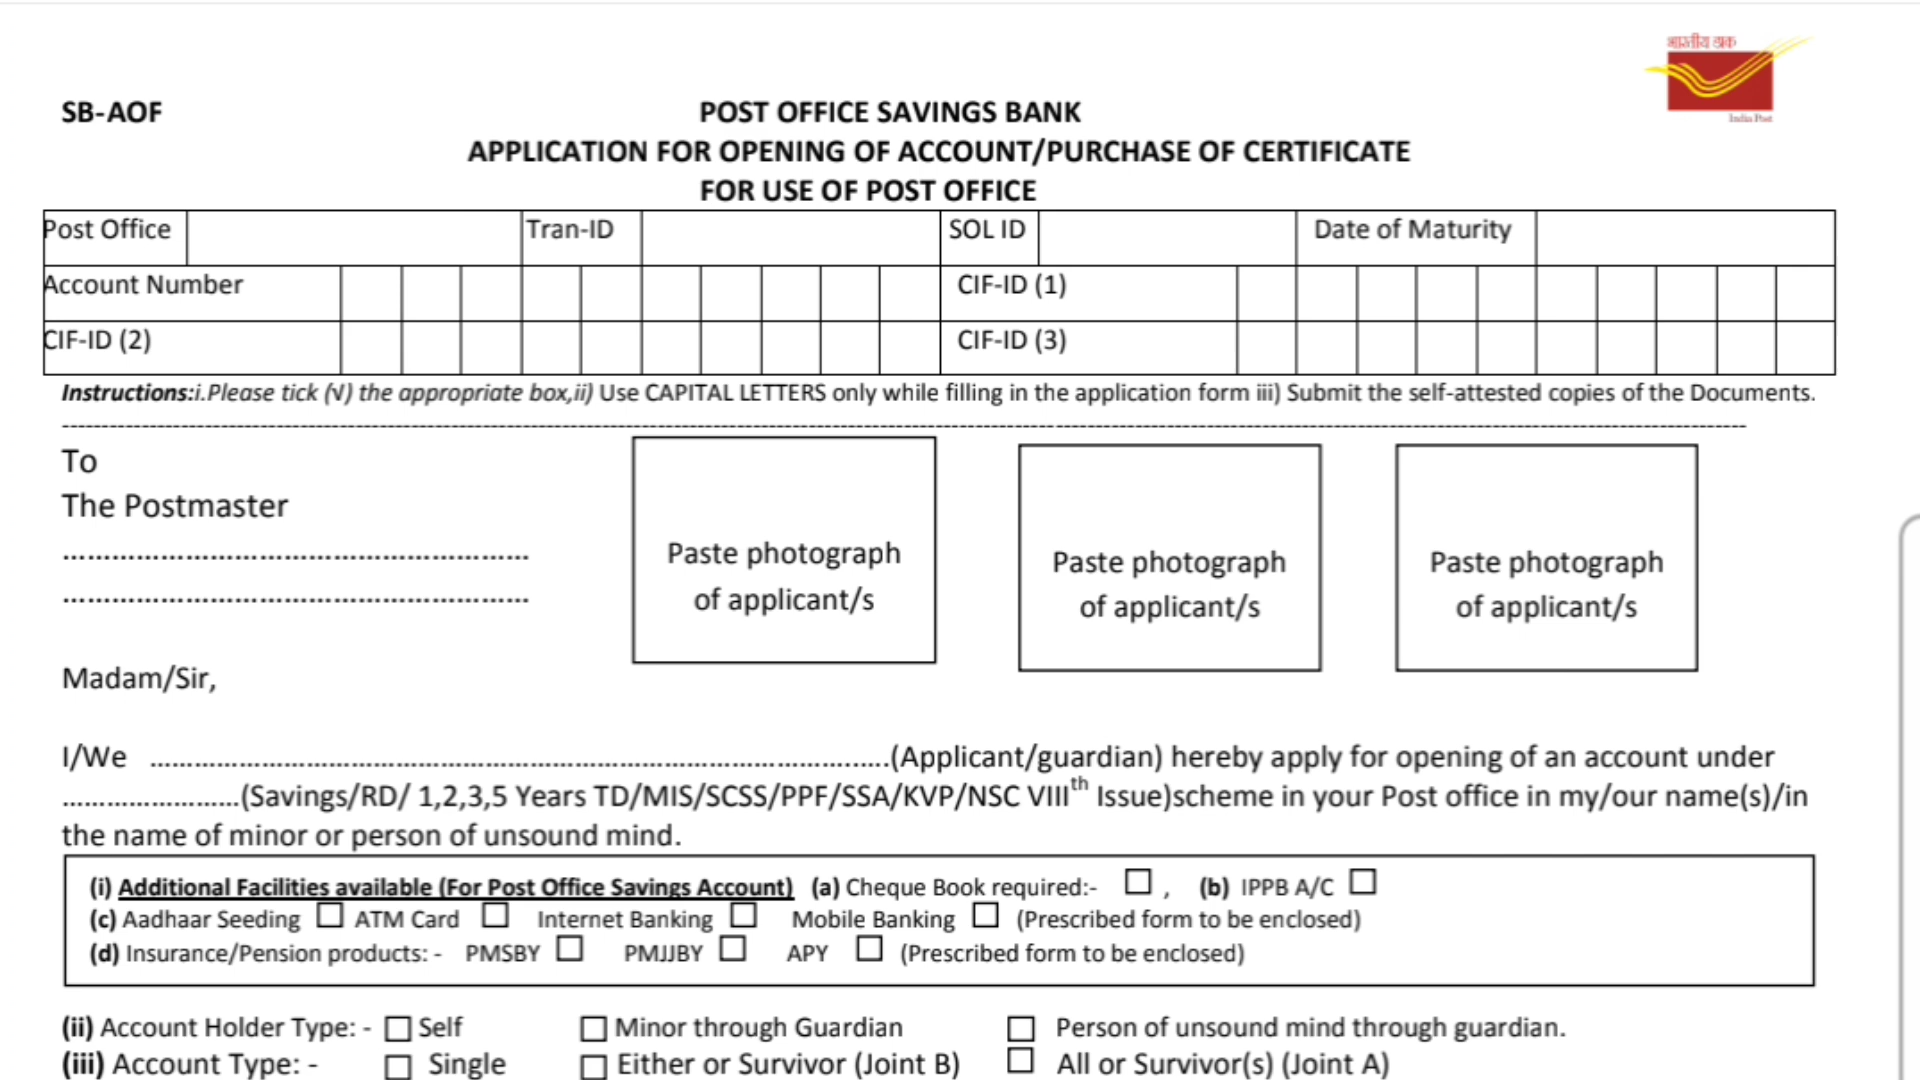 भारतीय डाक
India Post
SB-AOF POST OFFICE SAVINGS BANK
APPLICATION FOR OPENING OF ACCOUNT/PURCHASE OF CERTIFICATE
FOR USE OF POST OFFICE
Post Office Tran-ID SOL ID Date of Maturity
Account Number CIF-ID (1)
CIF-ID (2) CIF-ID (3)
Instructions:i.Please tick (√) the appropriate box,ii) Use CAPITAL LETTERS only while filling in the application form iii) Submit the self-attested copies of the Documents.
To
The Postmaster
Paste photograph of applicant/s
Paste photograph of applicant/s
Paste photograph of applicant/s
Madam/Sir,
I/We ……………………………………………………………………………….(Applicant/guardian) hereby apply for opening of an account under
………………….(Savings/RD/ 1,2,3,5 Years TD/MIS/SCSS/PPF/SSA/KVP/NSC VIIIth Issue)scheme in your Post office in my/our name(s)/in
the name of minor or person of unsound mind.
(i) Additional Facilities available (For Post Office Savings Account) (a) Cheque Book required:- ☐ , (b) IPPB A/C ☐
(c) Aadhaar Seeding ☐ ATM Card ☐ Internet Banking ☐ Mobile Banking ☐ (Prescribed form to be enclosed)
(d) Insurance/Pension products: - PMSBY ☐ PMJJBY ☐ APY ☐ (Prescribed form to be enclosed)
(ii) Account Holder Type: - ☐ Self ☐ Minor through Guardian ☐ Person of unsound mind through guardian.
(iii) Account Type: - ☐ Single ☐ Either or Survivor (Joint B) ☐ All or Survivor(s) (Joint A)